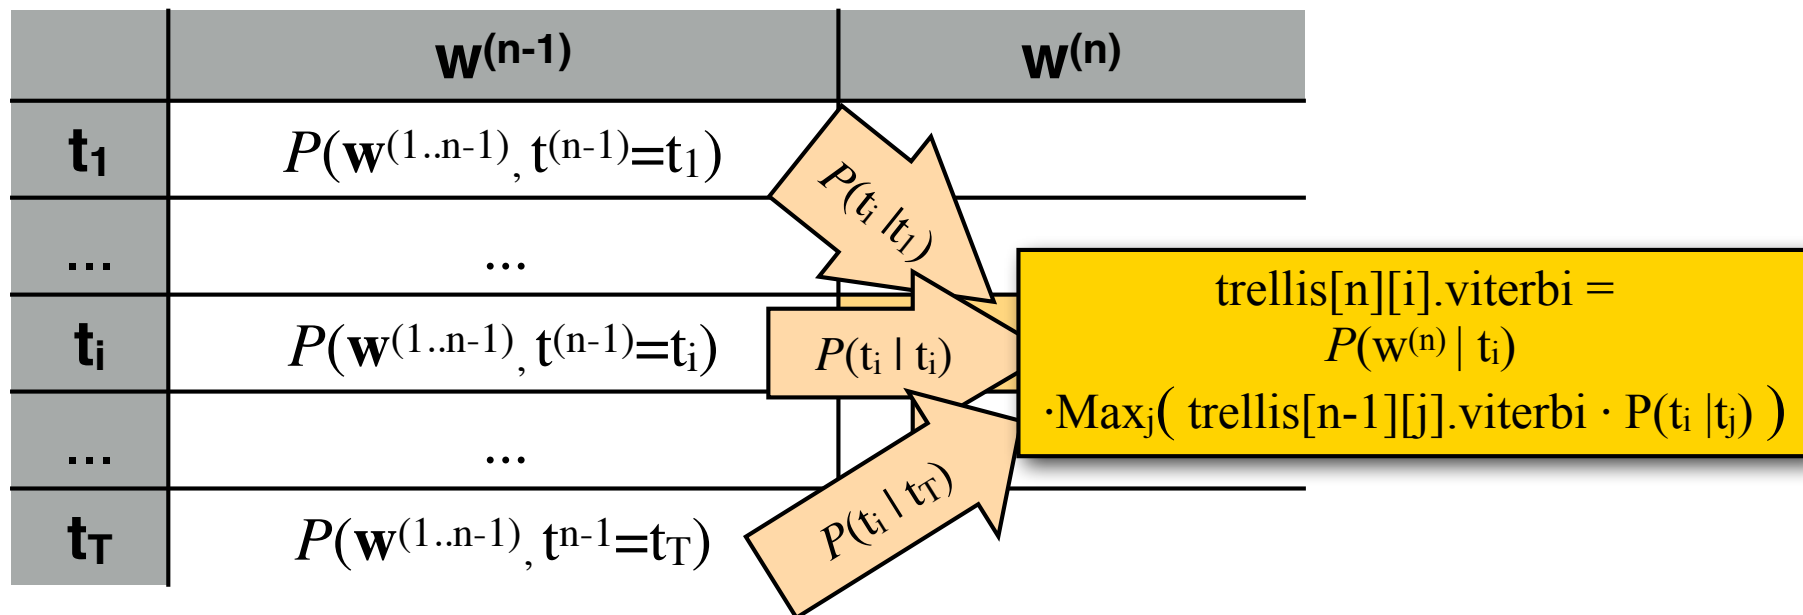 w(n-1) w(n)
t1 P(w(1..n-1), t(n-1)=t1)
P(ti |t1)
... ...
ti P(w(1..n-1), t(n-1)=ti)
P(ti | ti)
trellis[n][i].viterbi =
P(w(n) | ti)
·Maxj( trellis[n-1][j].viterbi · P(ti |tj) )
... ...
tT P(w(1..n-1), tn-1=tT)
P(ti | tT)